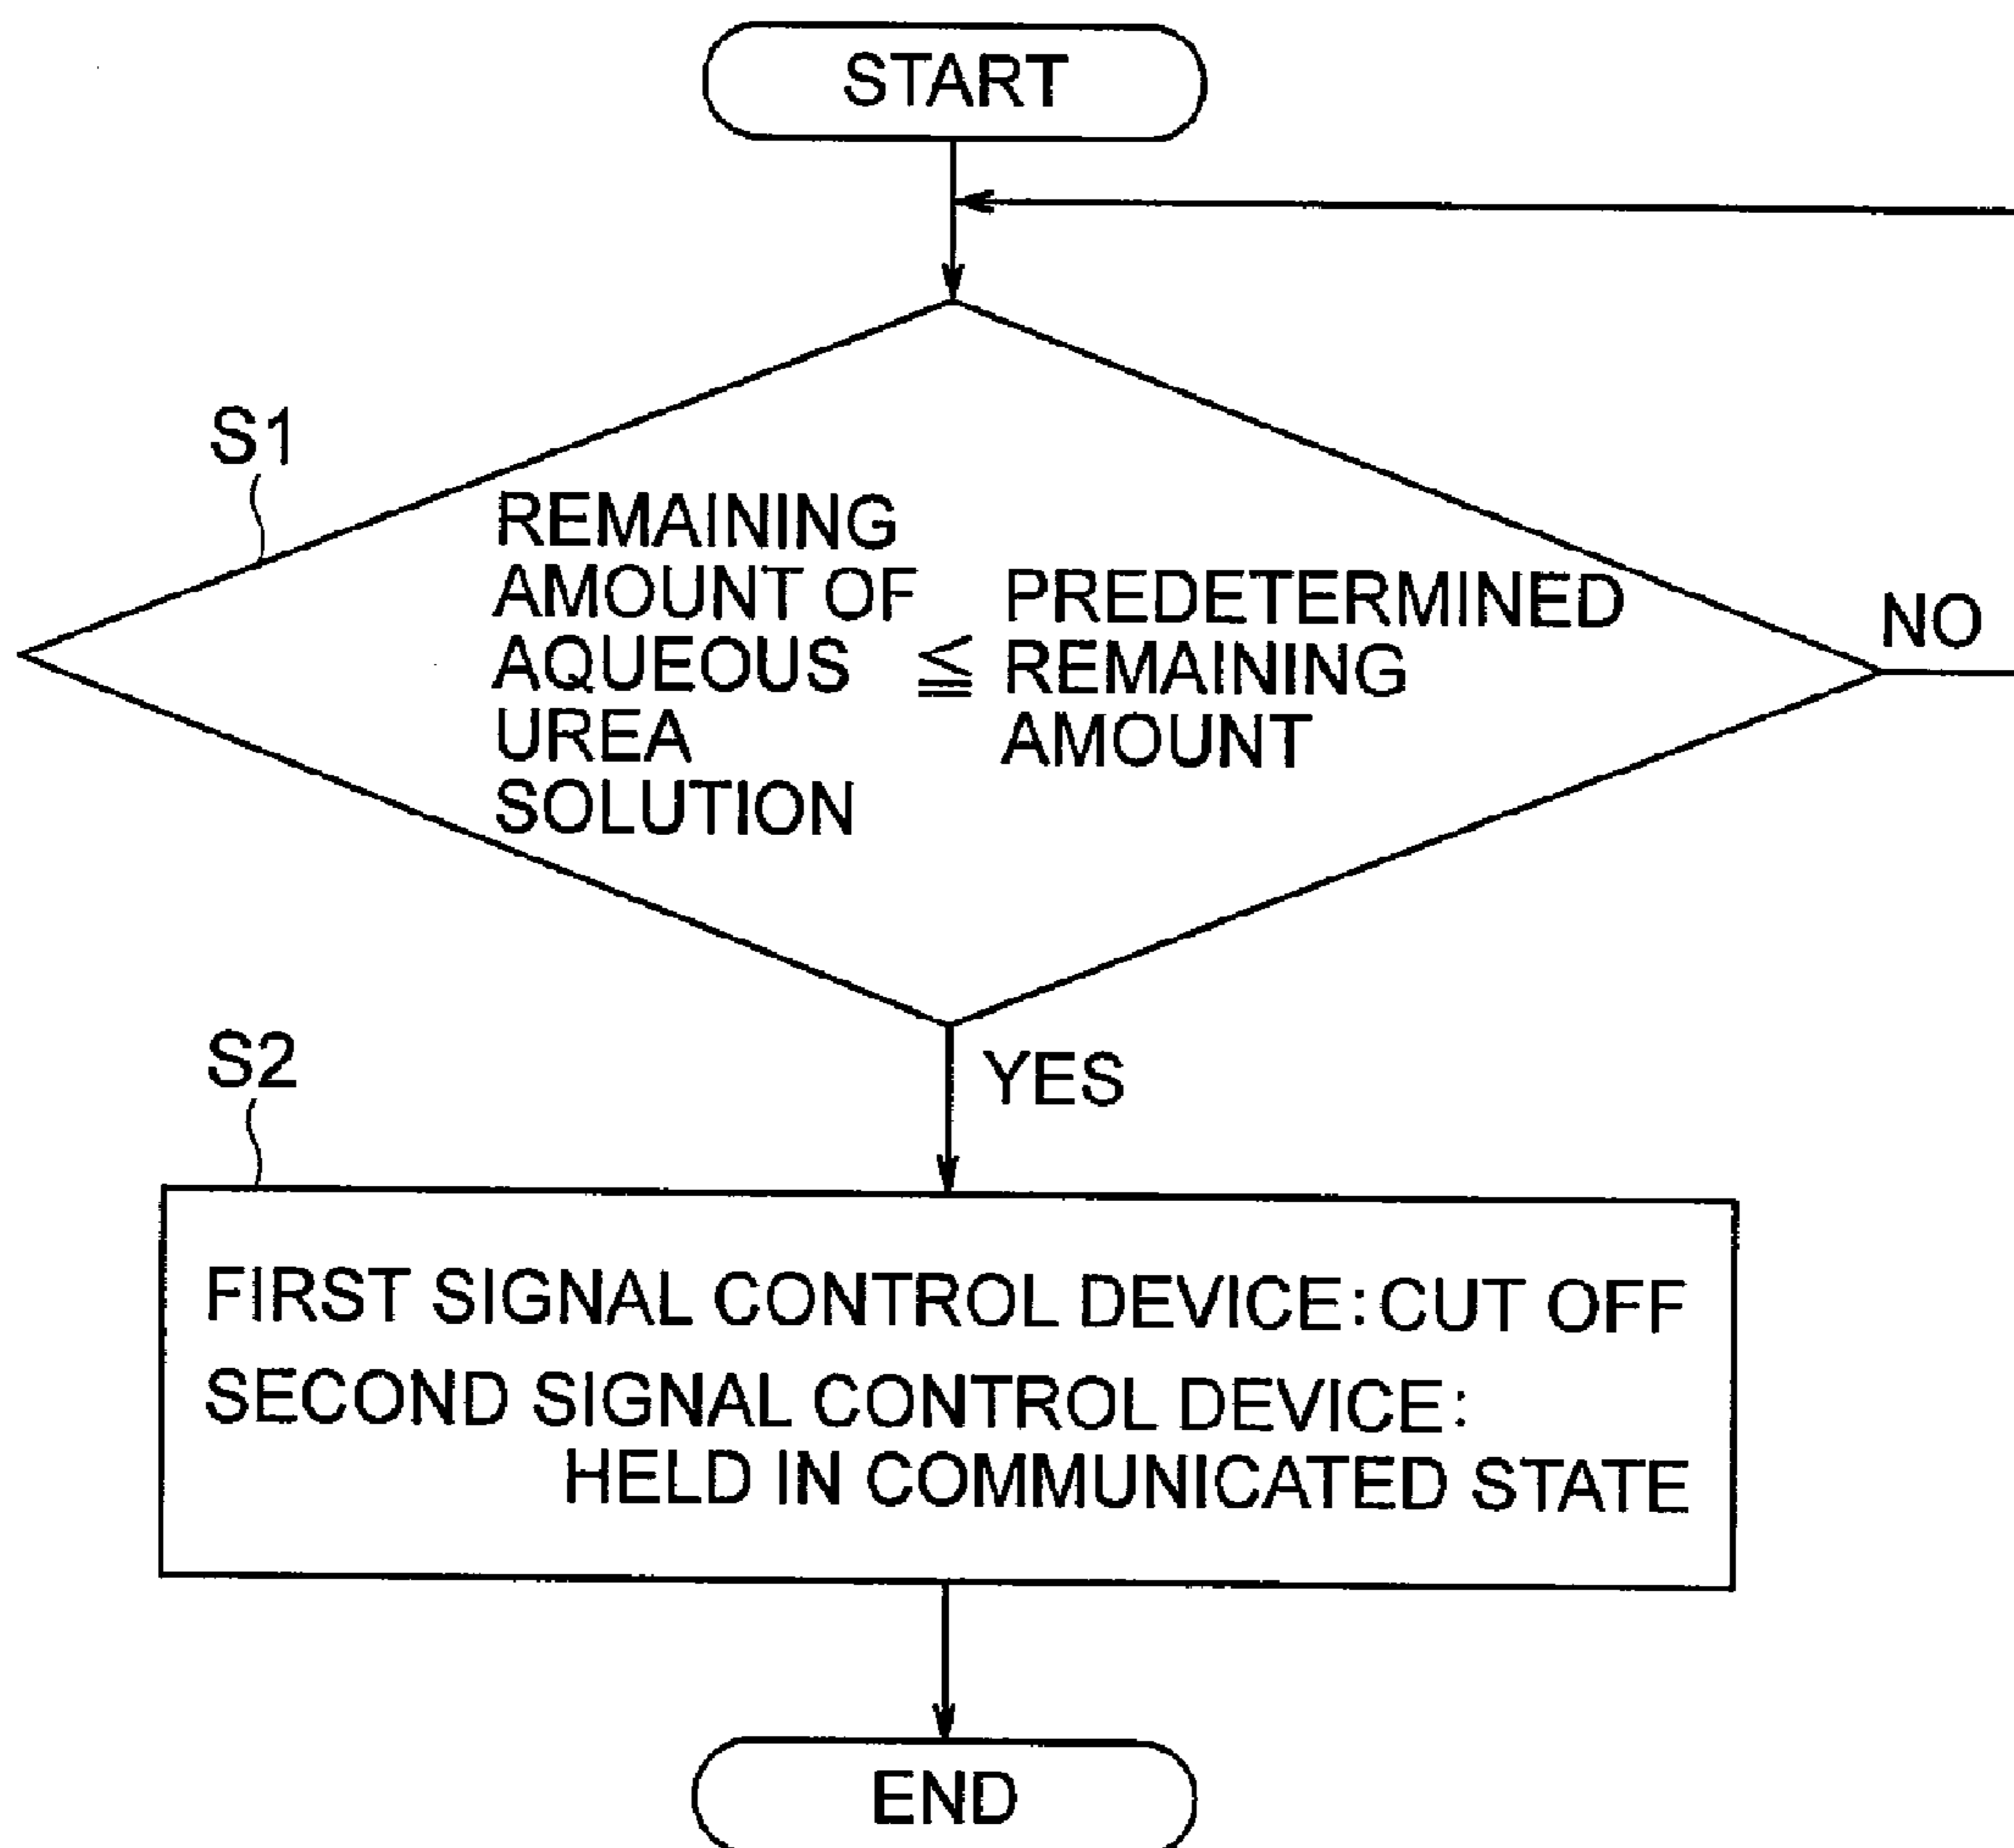 START
S1
REMAINING
AMOUNT OF
AQUEOUS
UREA
SOLUTION
≦
PREDETERMINED
REMAINING
AMOUNT
NO
YES
S2
FIRST SIGNAL CONTROL DEVICE:CUT OFF
SECOND SIGNAL CONTROL DEVICE:
HELD IN COMMUNICATED STATE
END